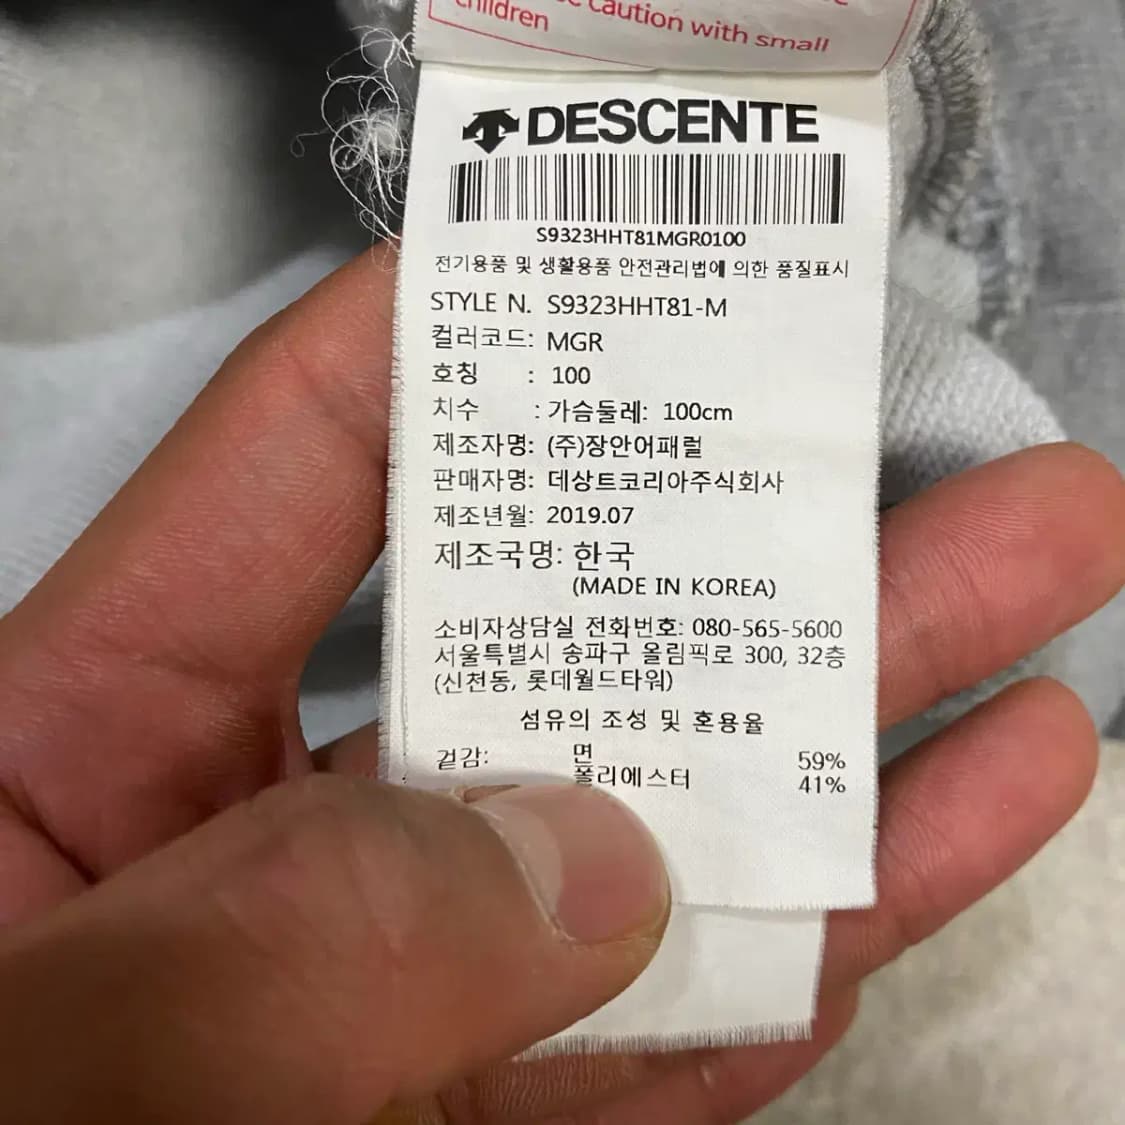 caution with small
children
DESCENTE
S9323HHT81MGR0100
전기용품 및 생활용품 안전관리법에 의한 품질표시
STYLE N. S9323HHT81-M
컬러코드: MGR
호칭 : 100
치수 : 가슴둘레: 100cm
제조자명: (주)장안어패럴
판매자명: 데상트코리아주식회사
제조년월: 2019.07
제조국명: 한국
(MADE IN KOREA)
소비자상담실 전화번호: 080-565-5600
서울특별시 송파구 올림픽로 300, 32층
(신천동, 롯데월드타워)
섬유의 조성 및 혼용율
겉감: 면 59%
폴리에스터 41%